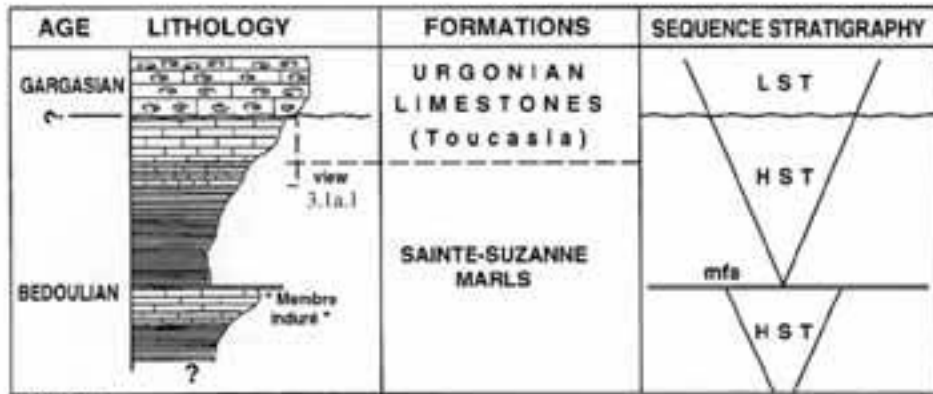 AGE LITHOLOGY FORMATIONS SEQUENCE STRATIGRAPHY
GARGASIAN
?
BEDOULIAN
view
3.1a.1
" Membre
induré "
?
URGONIAN
LIMESTONES
(Toucasia)
SAINTE-SUZANNE
MARLS
LST
HST
mfs
HST